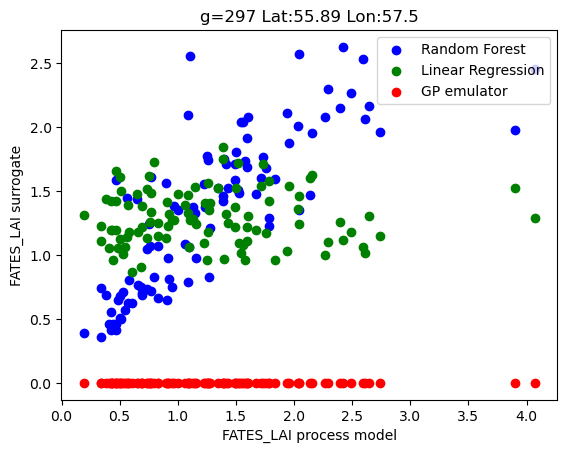 g=297 Lat:55.89 Lon:57.5
Random Forest
Linear Regression
GP emulator
FATES_LAI surrogate
2.5
2.0
1.5
1.0
0.5
0.0
0.0 0.5 1.0 1.5 2.0 2.5 3.0 3.5 4.0
FATES_LAI process model